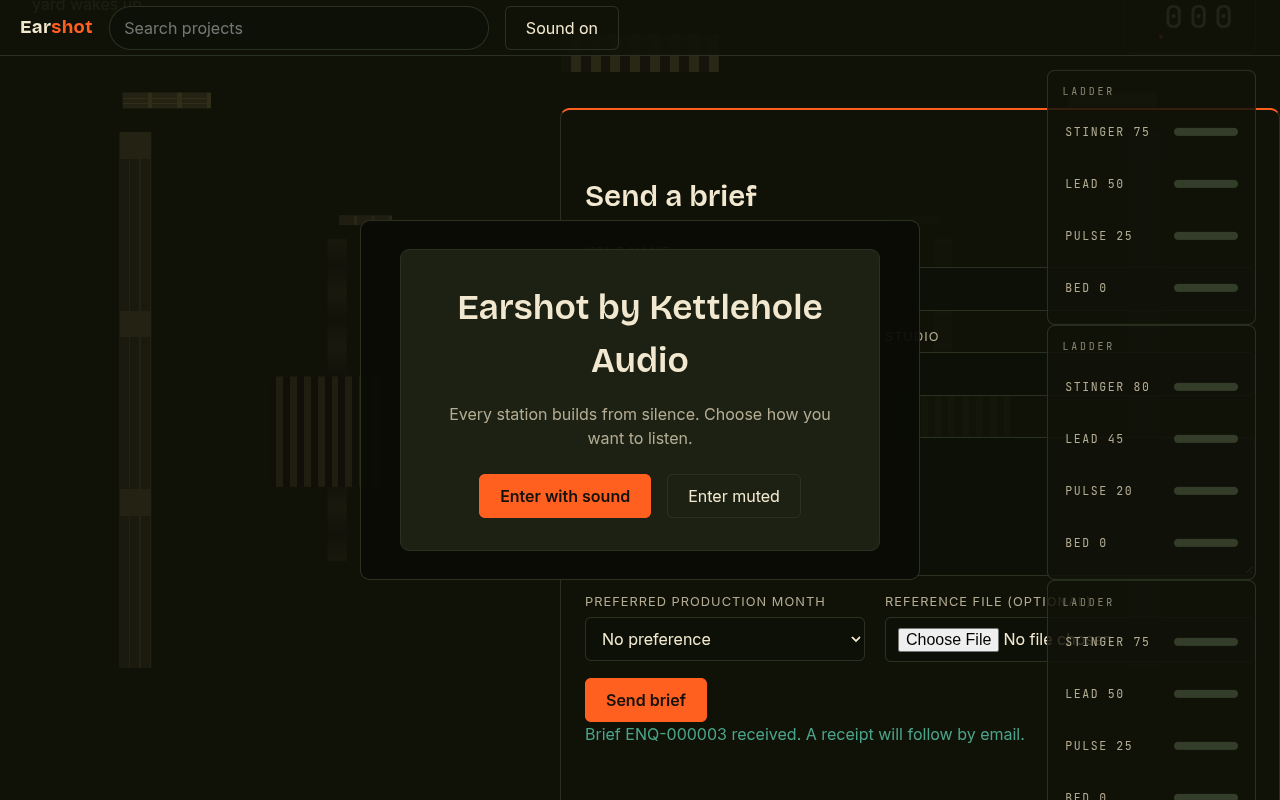 yard wakes up
Earshot
Search projects
Sound on
000
LADDER
STINGER 75
LEAD 50
PULSE 25
BED 0
Send a brief
Earshot by Kettlehole
Audio
Every station builds from silence. Choose how you
want to listen.
Enter with sound
Enter muted
STUDIO
LADDER
STINGER 80
LEAD 45
PULSE 20
BED 0
PREFERRED PRODUCTION MONTH
REFERENCE FILE (OPTIONAL)
No preference
Choose File No file chosen
LADDER
STINGER 75
LEAD 50
PULSE 25
BED 0
Send brief
Brief ENQ-000003 received. A receipt will follow by email.